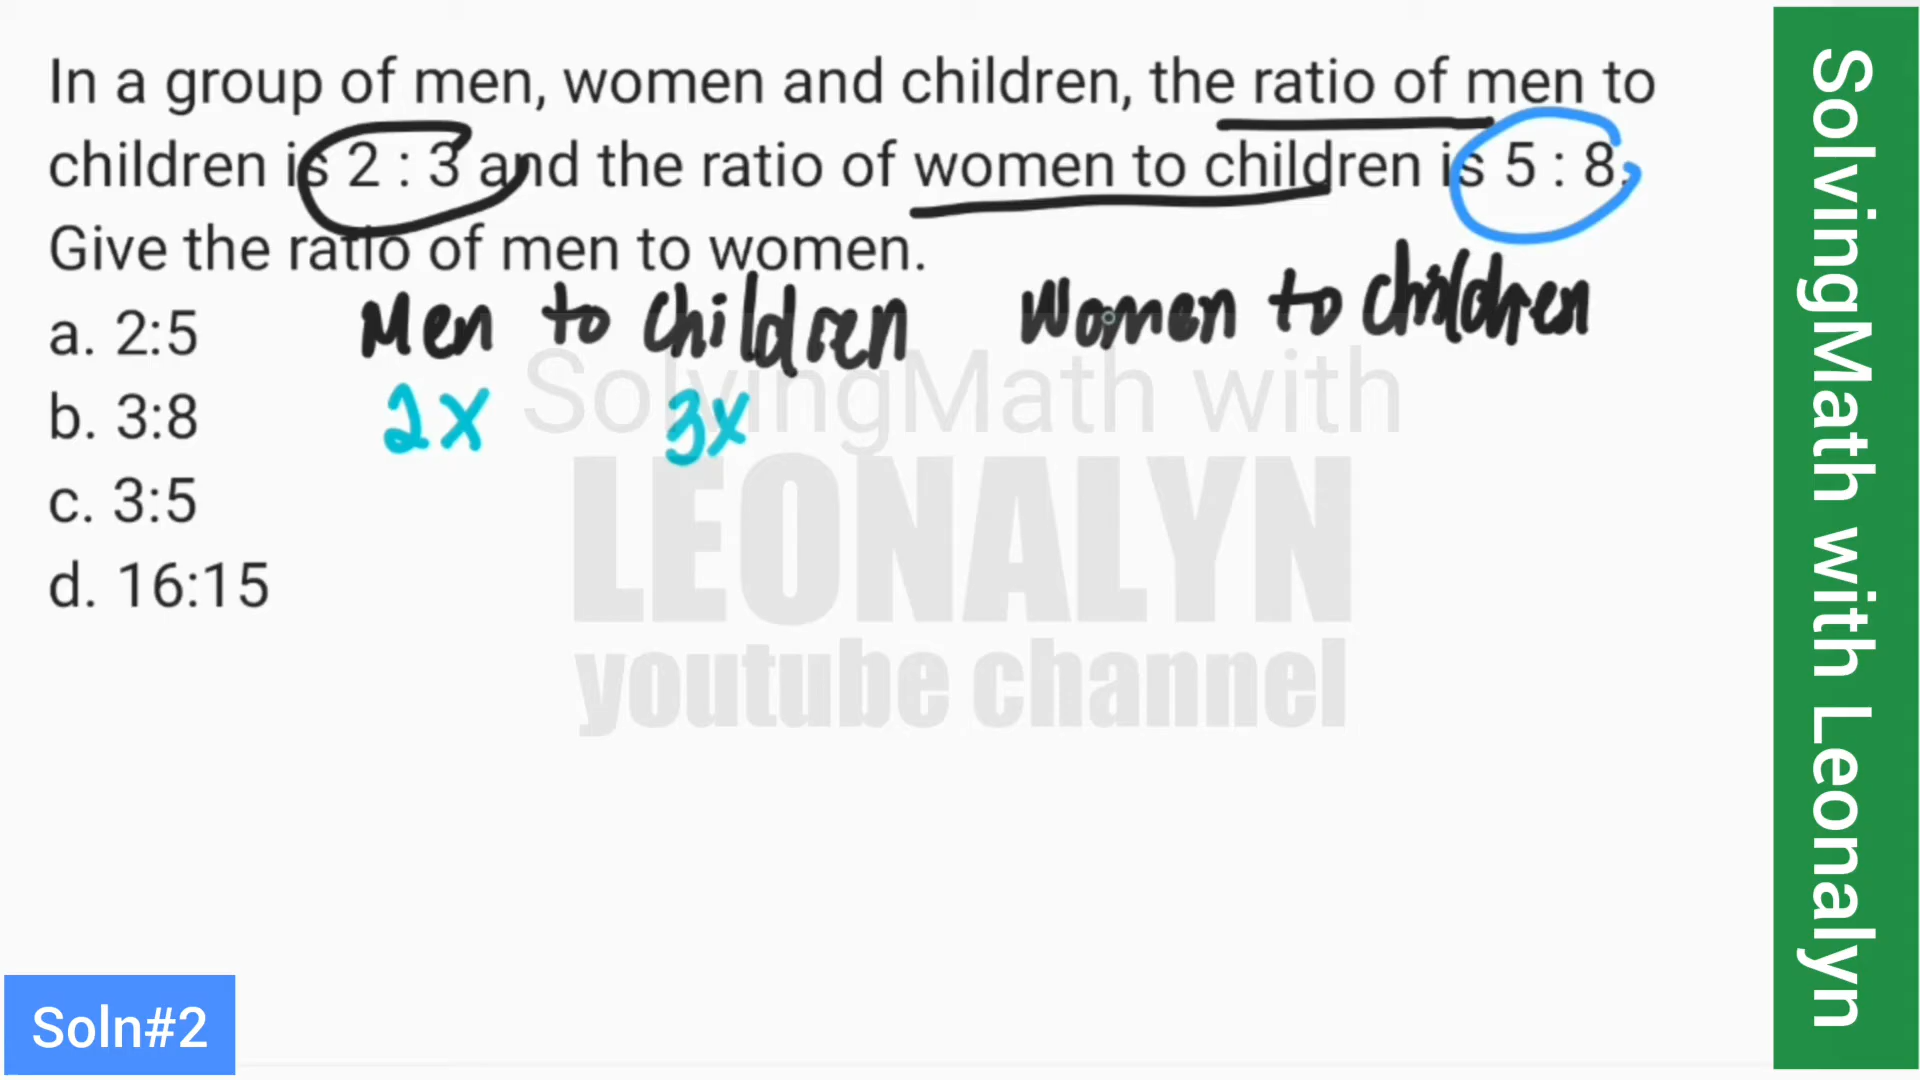 In a group of men, women and children, the ratio of men to
children is 2 : 3 and the ratio of women to children is 5 : 8.
Give the ratio of men to women.
Men to children
Women to children
a. 2:5
2x
3x
b. 3:8
c. 3:5
d. 16:15
SolvingMath with
LEONALYN
youtube channel
Soln#2
SolvingMath with Leonalyn